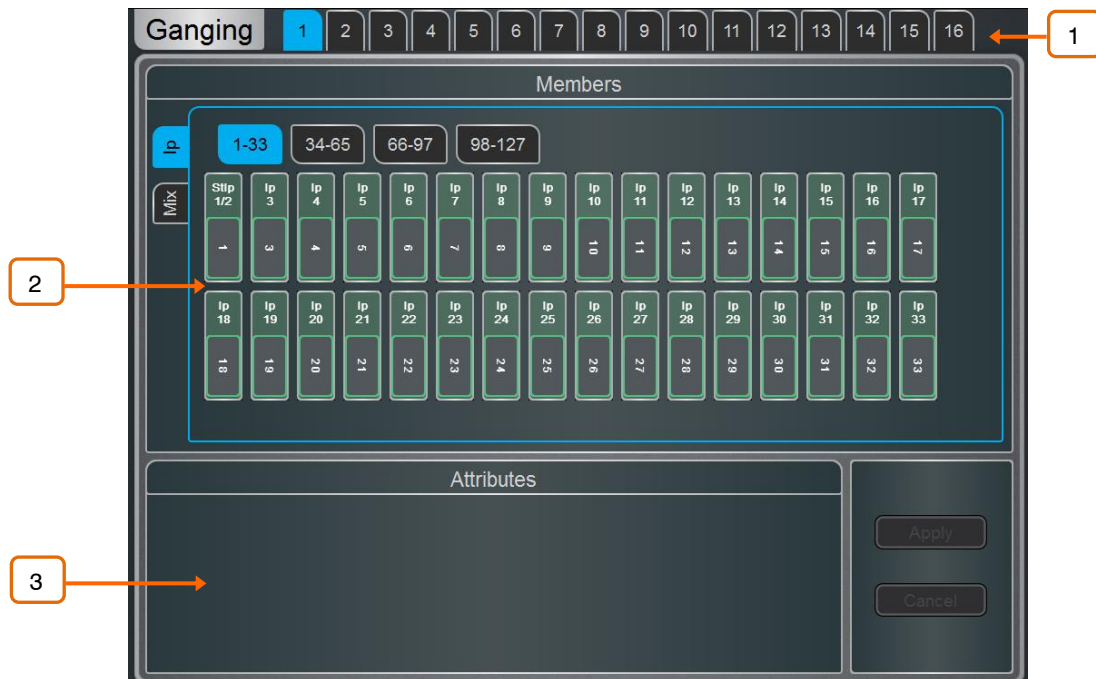 Ganging 1 2 3 4 5 6 7 8 9 10 11 12 13 14 15 16
1
Members
Ip
Mix
1-33 34-65 66-97 98-127
StIp Ip Ip Ip Ip Ip Ip Ip Ip Ip Ip Ip Ip Ip Ip Ip
1/2 3 4 5 6 7 8 9 10 11 12 13 14 15 16 17
1 3 4 5 6 7 8 9 10 11 12 13 14 15 16 17
2
Ip Ip Ip Ip Ip Ip Ip Ip Ip Ip Ip Ip Ip Ip Ip Ip
18 19 20 21 22 23 24 25 26 27 28 29 30 31 32 33
18 19 20 21 22 23 24 25 26 27 28 29 30 31 32 33
Attributes
Apply
3
Cancel